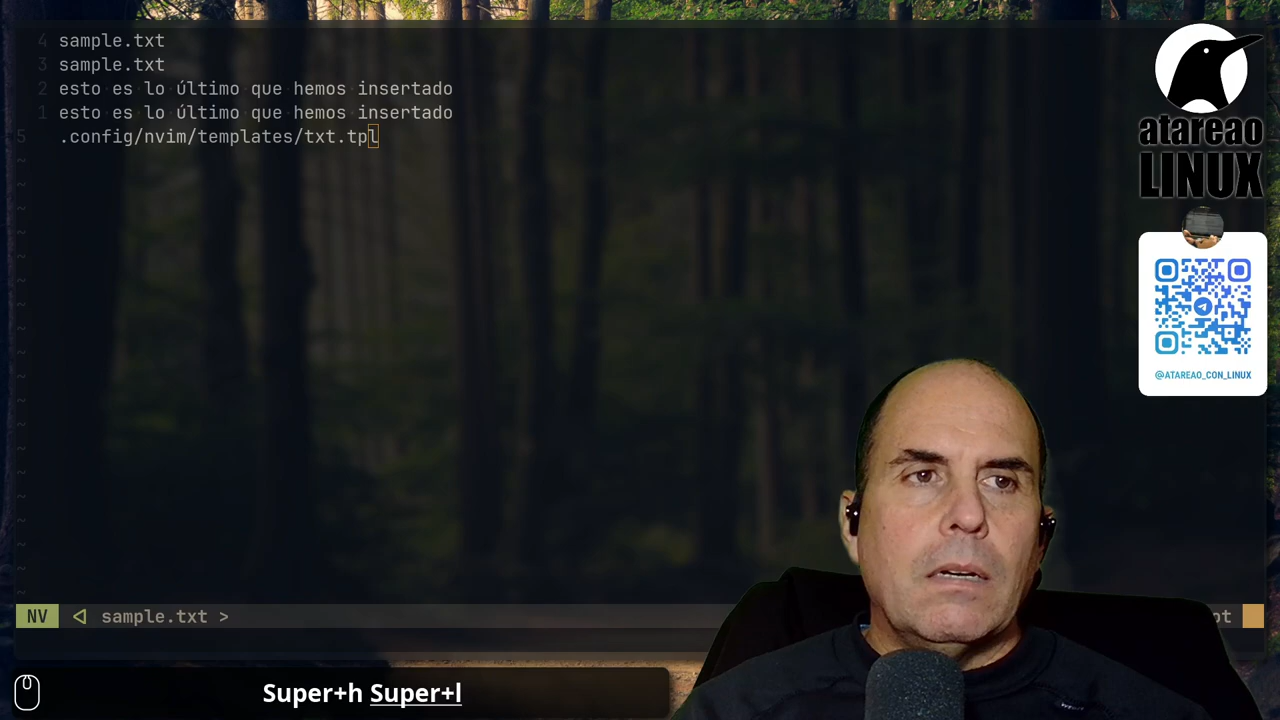 4 sample.txt
3 sample.txt
2 esto es lo último que hemos insertado
1 esto es lo último que hemos insertado
5 .config/nvim/templates/txt.tpl
NV sample.txt >
atareao
LINUX
@ATAREAO_CON_LINUX
Super+h Super+l